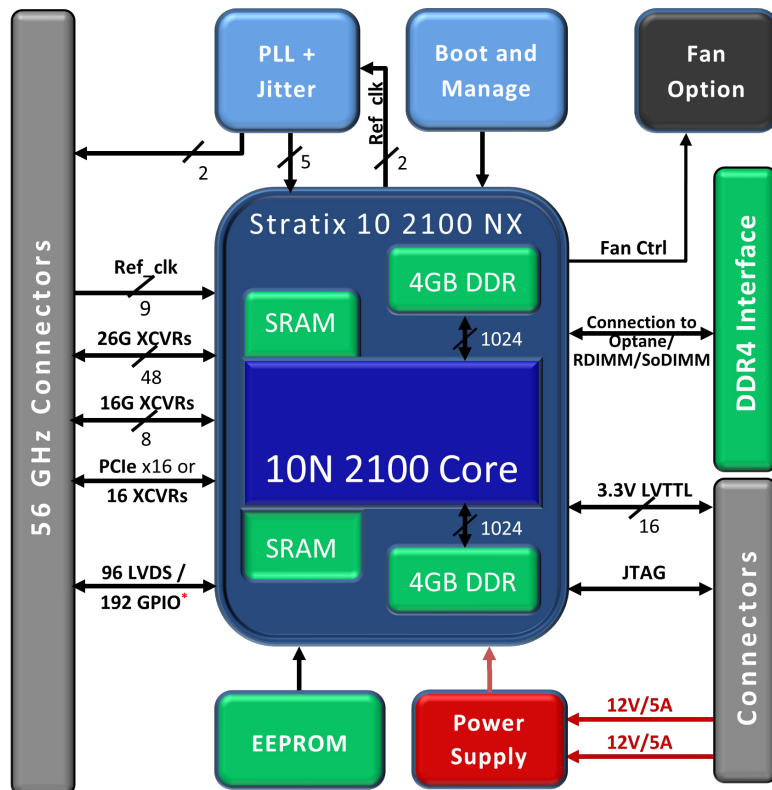 PLL +
Jitter
Boot and
Manage
Fan
Option
Ref_clk
2
5
2
56 GHz Connectors
Stratix 10 2100 NX
4GB DDR
SRAM
1024
10N 2100 Core
1024
SRAM
4GB DDR
Ref_clk
9
26G XCVRs
48
16G XCVRs
8
PCIe x16 or
16 XCVRs
96 LVDS /
192 GPIO*
Fan Ctrl
Connection to
Optane/
RDIMM/SoDIMM
DDR4 Interface
3.3V LVTTL
16
JTAG
Connectors
12V/5A
12V/5A
EEPROM
Power
Supply